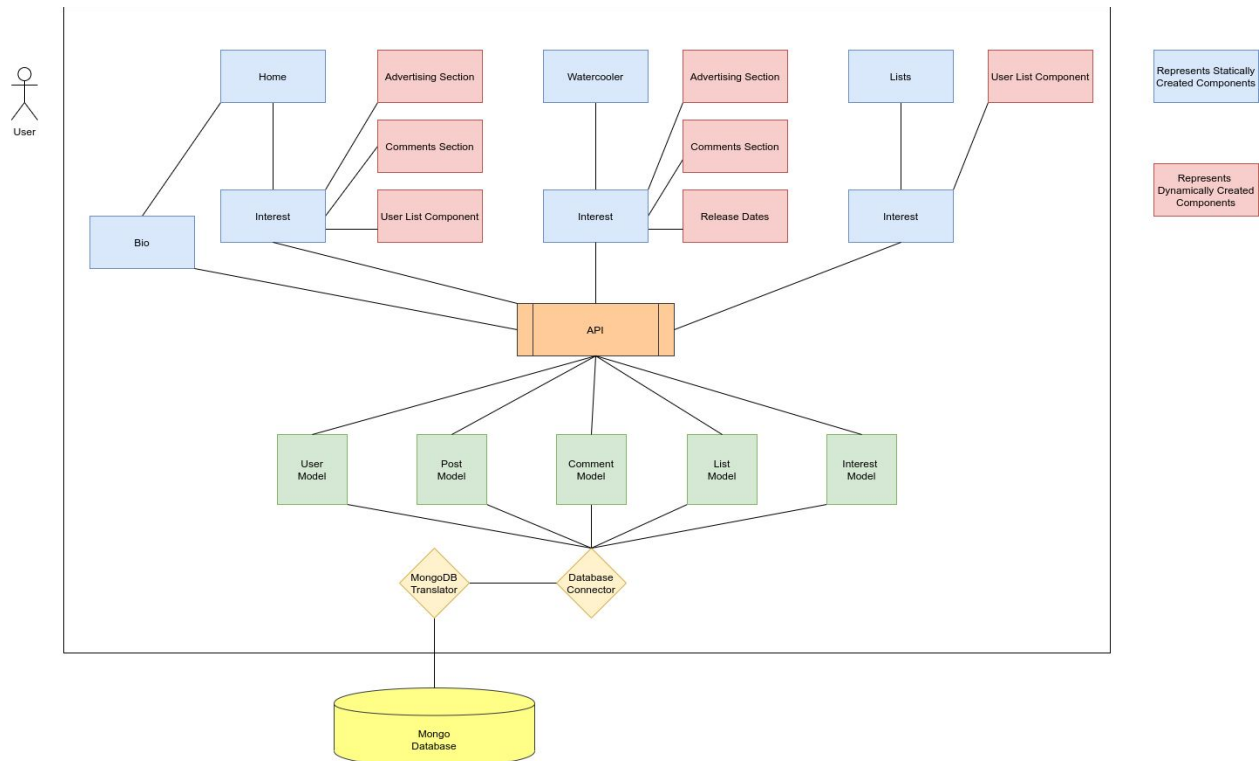 Home
Advertising Section
Watercooler
Advertising Section
Lists
User List Component
Represents Statically
Created Components
User
Comments Section
Comments Section
Represents
Dynamically Created
Components
Bio
Interest
User List Component
Interest
Release Dates
Interest
API
User
Model
Post
Model
Comment
Model
List
Model
Interest
Model
MongoDB
Translator
Database
Connector
Mongo
Database